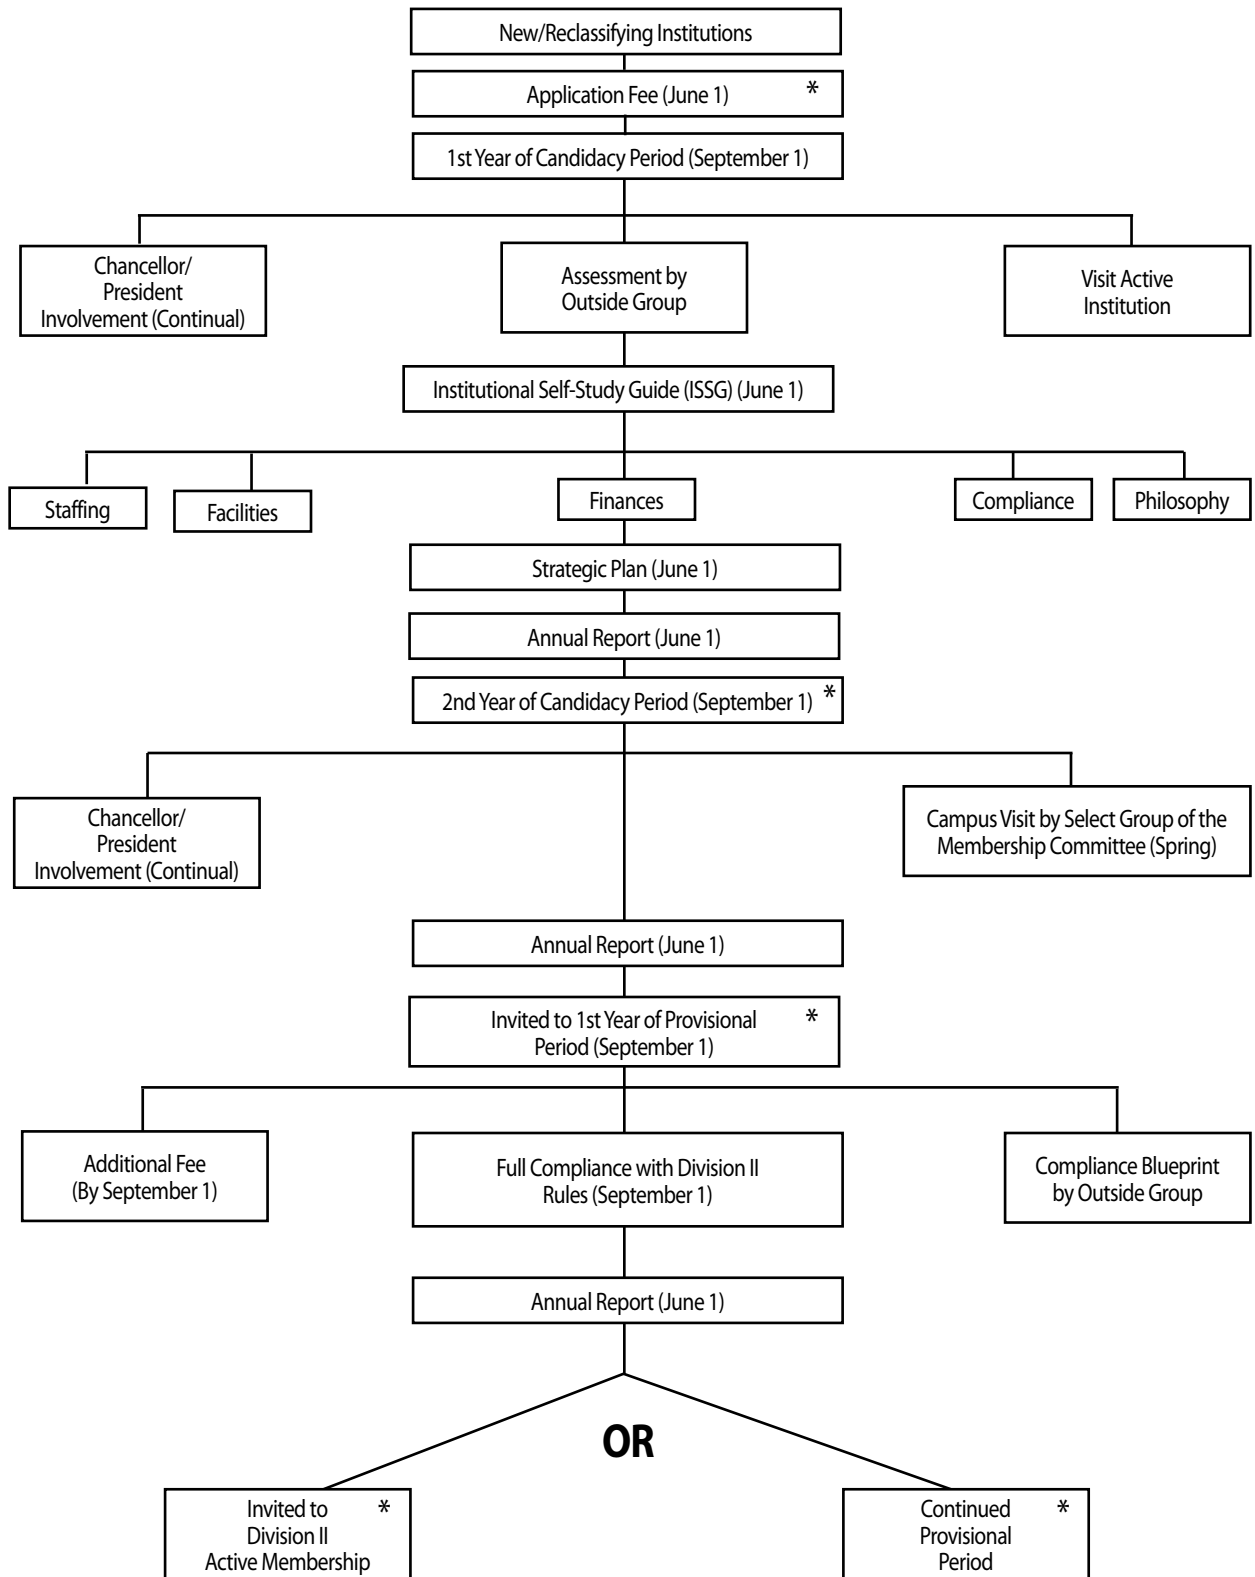 New/Reclassifying Institutions
Application Fee (June 1) *
1st Year of Candidacy Period (September 1)
Chancellor/
President
Involvement (Continual)
Assessment by
Outside Group
Visit Active
Institution
Institutional Self-Study Guide (ISSG) (June 1)
Staffing
Facilities
Finances
Compliance
Philosophy
Strategic Plan (June 1)
Annual Report (June 1)
2nd Year of Candidacy Period (September 1) *
Chancellor/
President
Involvement (Continual)
Campus Visit by Select Group of the
Membership Committee (Spring)
Annual Report (June 1)
Invited to 1st Year of Provisional *
Period (September 1)
Additional Fee
(By September 1)
Full Compliance with Division II
Rules (September 1)
Compliance Blueprint
by Outside Group
Annual Report (June 1)
OR
Invited to *
Division II
Active Membership
Continued *
Provisional
Period